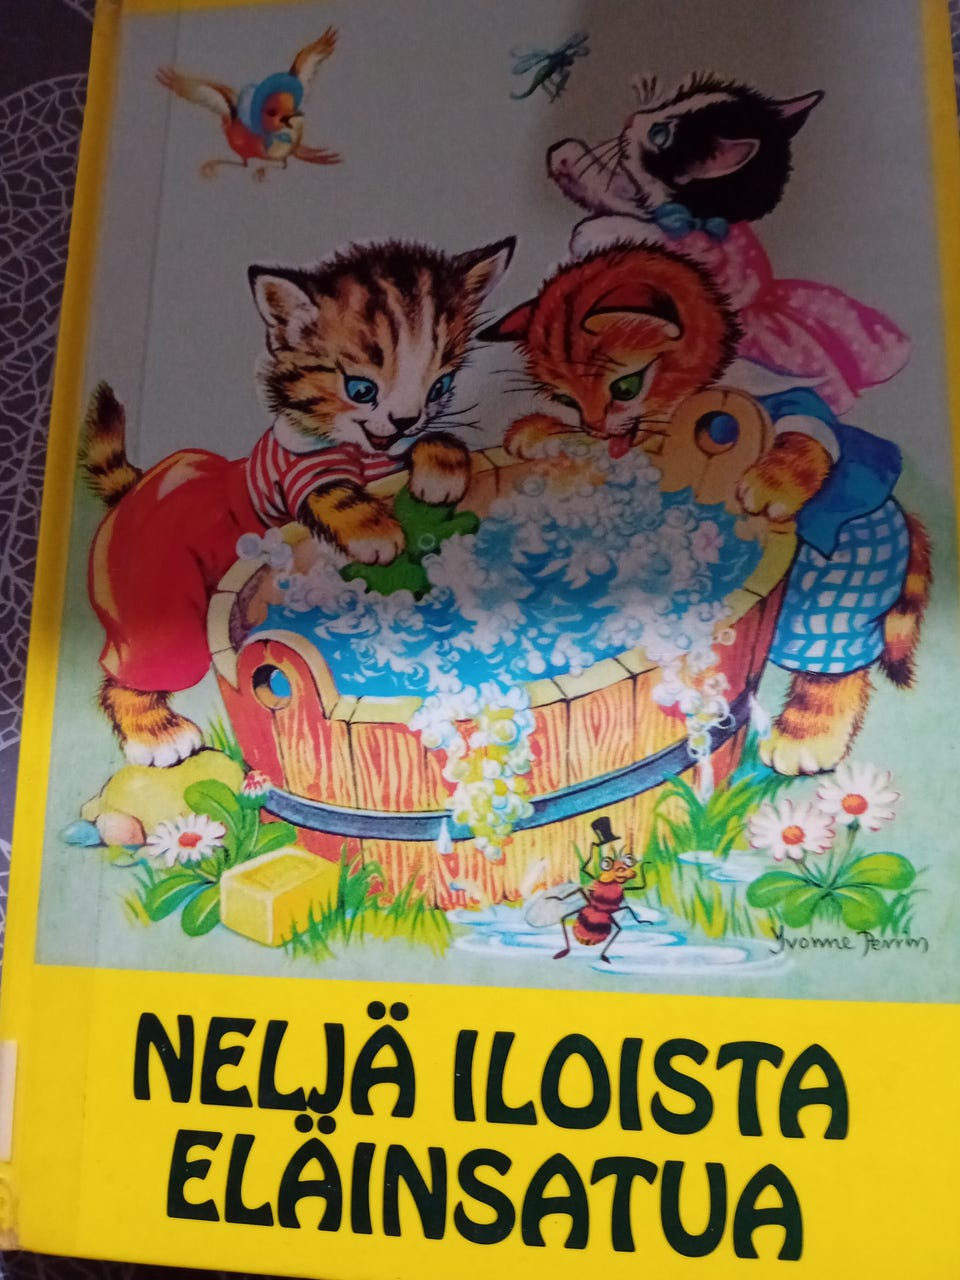 Yvonne Perrin
NELJÄ ILOISTA
ELÄINSATUA